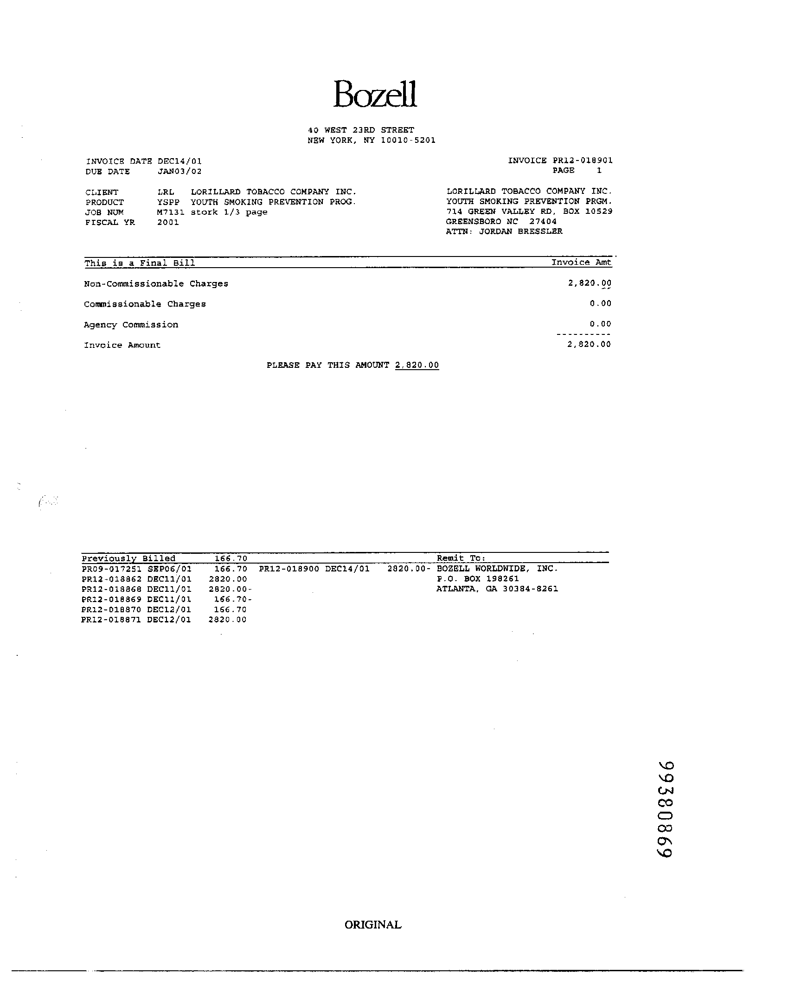 Bozell
40 WEST 23RD STREET
NEW YORK, NY 10010-5201
INVOICE DATE DEC14/01 INVOICE PR12-018901
DUE DATE JAN03/02 PAGE 1
CLIENT LRL LORILLARD TOBACCO COMPANY INC. LORILLARD TOBACCO COMPANY INC.
PRODUCT YSPP YOUTH SMOKING PREVENTION PROG. YOUTH SMOKING PREVENTION PRGM.
JOB NUM M7131 stork 1/3 page 714 GREEN VALLEY RD, BOX 10529
FISCAL YR 2001 GREENSBORO NC 27404
ATTN: JORDAN BRESSLER
This is a Final Bill Invoice Amt
Non-Commissionable Charges 2,820.00
Commissionable Charges 0.00
Agency Commission 0.00
----------
Invoice Amount 2,820.00
PLEASE PAY THIS AMOUNT 2,820.00
Previously Billed 166.70 Remit To:
PR09-017251 SEP06/01 166.70 PR12-018900 DEC14/01 2820.00- BOZELL WORLDWIDE, INC.
PR12-018862 DEC11/01 2820.00 P.O. BOX 198261
PR12-018868 DEC11/01 2820.00- ATLANTA, GA 30384-8261
PR12-018869 DEC11/01 166.70-
PR12-018870 DEC12/01 166.70
PR12-018871 DEC12/01 2820.00
99380869
ORIGINAL